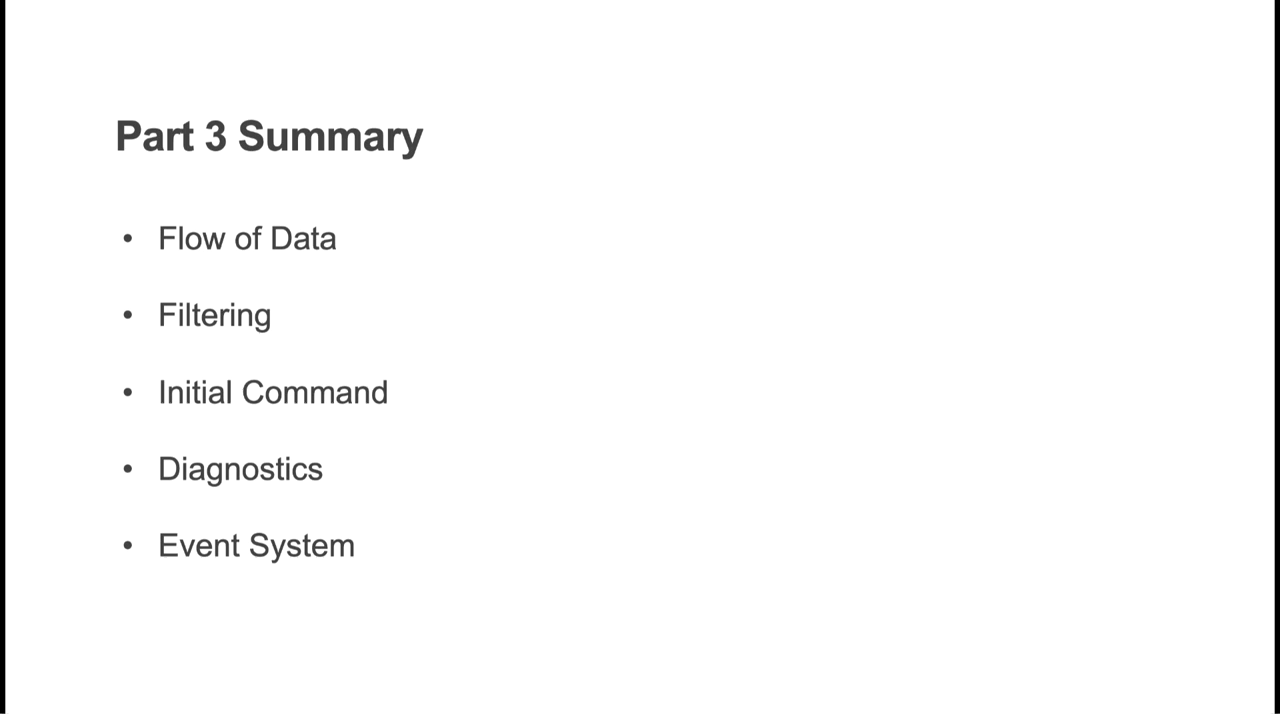 Part 3 Summary
• Flow of Data
• Filtering
• Initial Command
• Diagnostics
• Event System